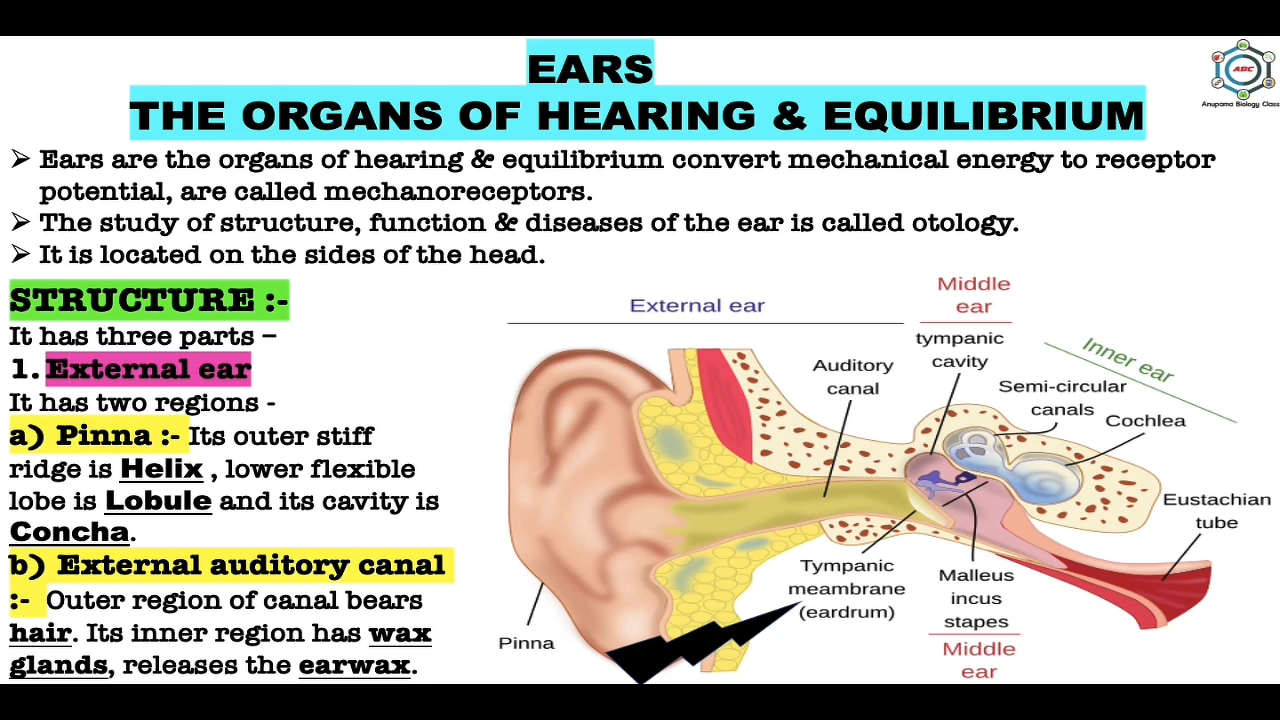 EARS
THE ORGANS OF HEARING & EQUILIBRIUM
ABC
Anupama Biology Class
➢ Ears are the organs of hearing & equilibrium convert mechanical energy to receptor
potential, are called mechanoreceptors.
➢ The study of structure, function & diseases of the ear is called otology.
➢ It is located on the sides of the head.
STRUCTURE :-
It has three parts –
1. External ear
It has two regions -
a) Pinna :- Its outer stiff
ridge is Helix , lower flexible
lobe is Lobule and its cavity is
Concha.
b) External auditory canal
:- Outer region of canal bears
hair. Its inner region has wax
glands, releases the earwax.
External ear
Middle
ear
tympanic
cavity
Inner ear
Auditory
canal
Semi-circular
canals
Cochlea
Eustachian
tube
Tympanic
meambrane
(eardrum)
Malleus
incus
stapes
Middle
ear
Pinna